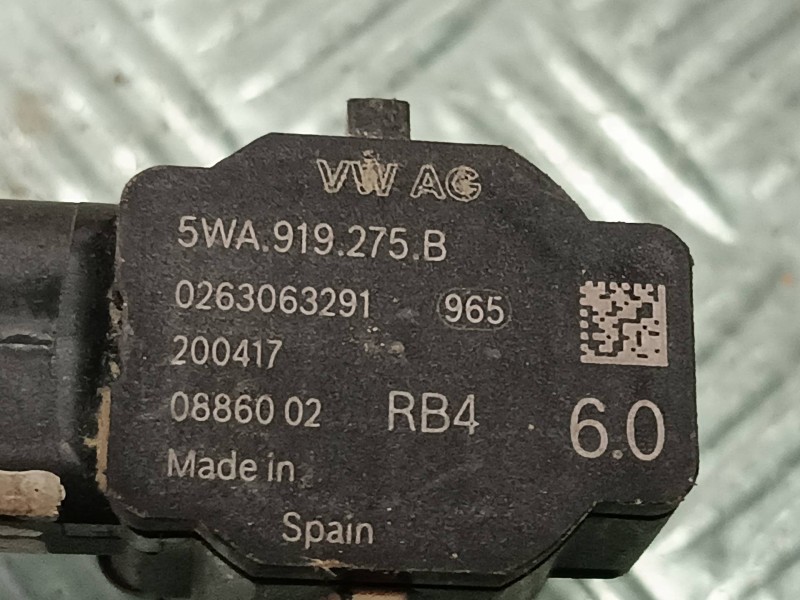 VW AG
5WA.919.275.B
0263063291 965
200417
08860 02 RB4 6.0
Made in
Spain